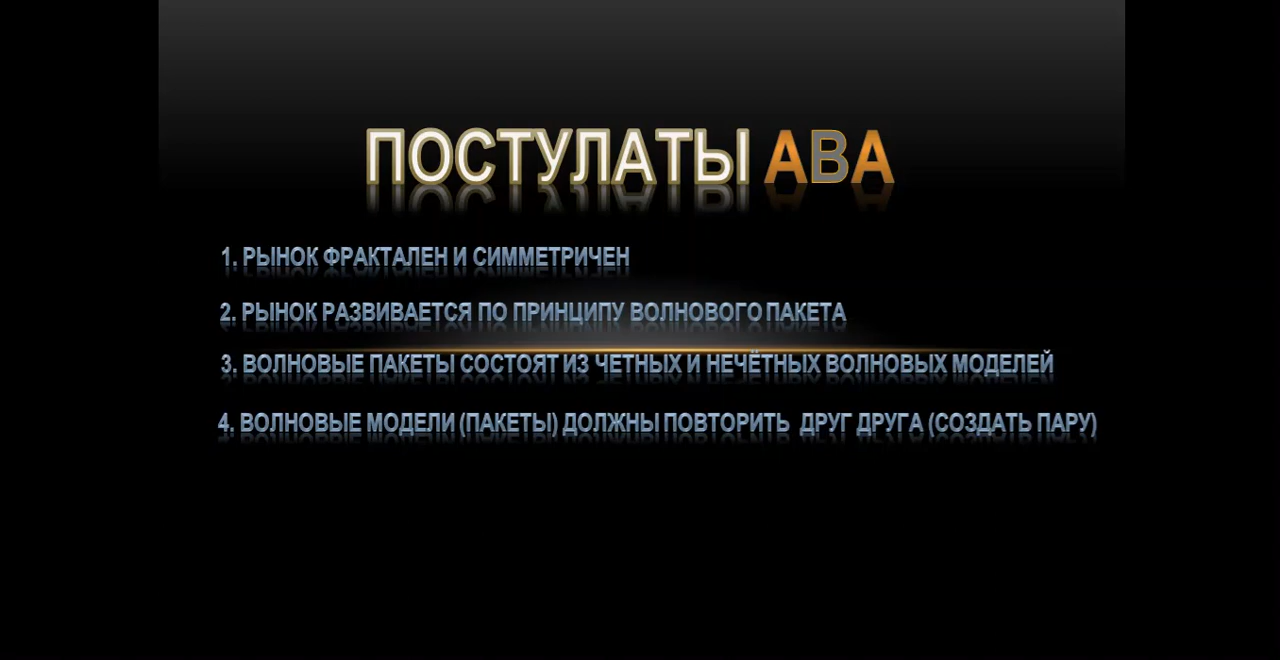 ПОСТУЛАТЫ АВА
1. РЫНОК ФРАКТАЛЕН И СИММЕТРИЧЕН
2. РЫНОК РАЗВИВАЕТСЯ ПО ПРИНЦИПУ ВОЛНОВОГО ПАКЕТА
3. ВОЛНОВЫЕ ПАКЕТЫ СОСТОЯТ ИЗ ЧЕТНЫХ И НЕЧЁТНЫХ ВОЛНОВЫХ МОДЕЛЕЙ
4. ВОЛНОВЫЕ МОДЕЛИ (ПАКЕТЫ) ДОЛЖНЫ ПОВТОРИТЬ ДРУГ ДРУГА (СОЗДАТЬ ПАРУ)